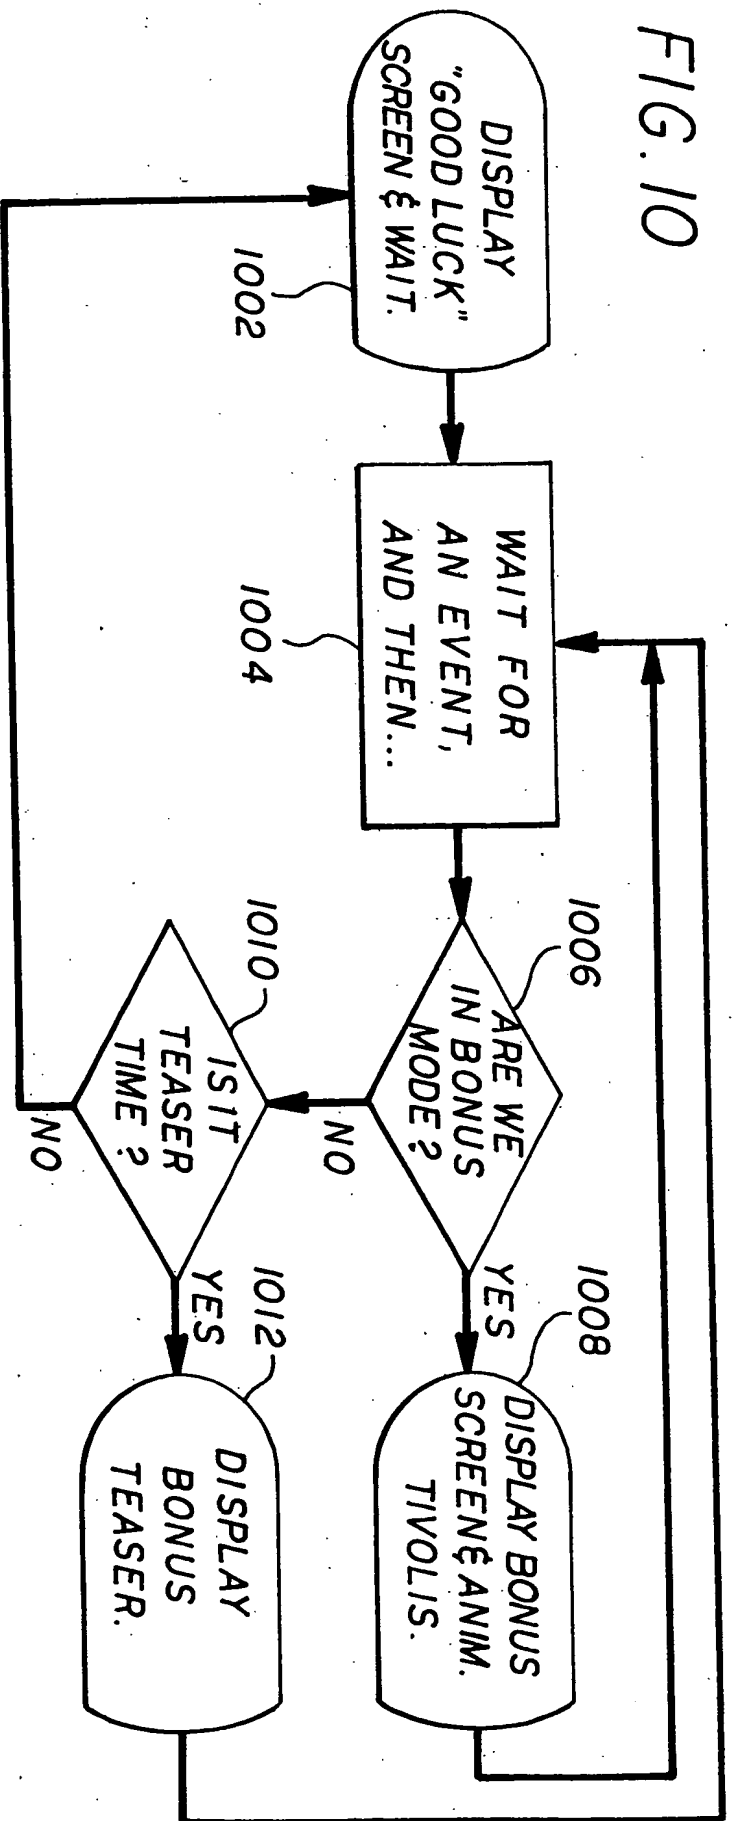 FIG. 10
DISPLAY
"GOOD LUCK"
SCREEN & WAIT.
1002
WAIT FOR
AN EVENT,
AND THEN...
1004
1006
ARE WE
IN BONUS
MODE ?
YES
NO
1008
DISPLAY BONUS
SCREEN & ANIM.
TIVOLIS.
1010
IS IT
TEASER
TIME ?
YES
NO
1012
DISPLAY
BONUS
TEASER.